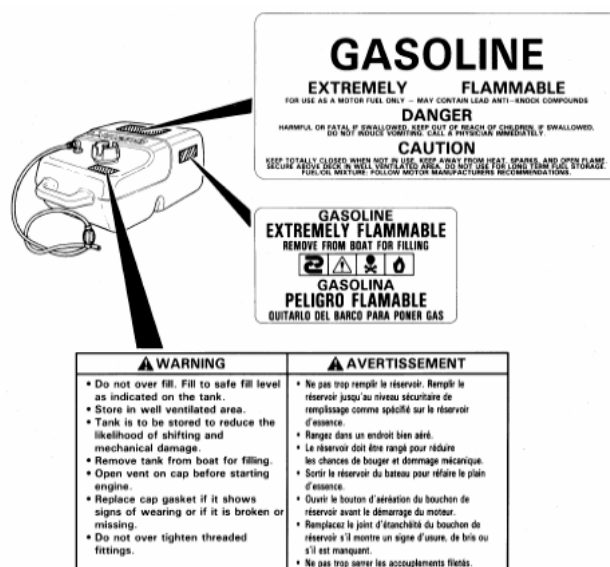 GASOLINE
EXTREMELY FLAMMABLE
FOR USE AS A MOTOR FUEL ONLY — MAY CONTAIN LEAD ANTI-KNOCK COMPOUNDS
DANGER
HARMFUL OR FATAL IF SWALLOWED. KEEP OUT OF REACH OF CHILDREN. IF SWALLOWED,
DO NOT INDUCE VOMITING. CALL A PHYSICIAN IMMEDIATELY.
CAUTION
KEEP TOTALLY CLOSED WHEN NOT IN USE. KEEP AWAY FROM HEAT, SPARKS, AND OPEN FLAME.
SECURE ABOVE DECK IN WELL VENTILATED AREA. DO NOT USE FOR LONG TERM FUEL STORAGE.
FUEL/OIL MIXTURE: FOLLOW MOTOR MANUFACTURERS RECOMMENDATIONS.
GASOLINE
EXTREMELY FLAMMABLE
REMOVE FROM BOAT FOR FILLING
GASOLINA
PELIGRO FLAMABLE
QUITARLO DEL BARCO PARA PONER GAS
WARNING
• Do not over fill. Fill to safe fill level
as indicated on the tank.
• Store in well ventilated area.
• Tank is to be stored to reduce the
likelihood of shifting and
mechanical damage.
• Remove tank from boat for filling.
• Open vent on cap before starting
engine.
• Replace cap gasket if it shows
signs of wearing or if it is broken or
missing.
• Do not over tighten threaded
fittings.
AVERTISSEMENT
• Ne pas trop remplir le réservoir. Remplir le
réservoir jusqu'au niveau sécuritaire de
remplissage comme spécifié sur le réservoir
d'essence.
• Rangez dans un endroit bien aéré.
• Le réservoir doit être rangé pour réduire
les chances de bouger et dommage mécanique.
• Sortir le réservoir du bateau pour réfaire le plain
d'essence.
• Ouvrir le bouton d'aéréation du bouchon de
réservoir avant le démarrage du moteur.
• Remplacez le joint d'étanchéité du bouchon de
réservoir s'il montre un signe d'usure, de bris ou
s'il est manquant.
• Ne pas trop serrer les accouplements filetés.